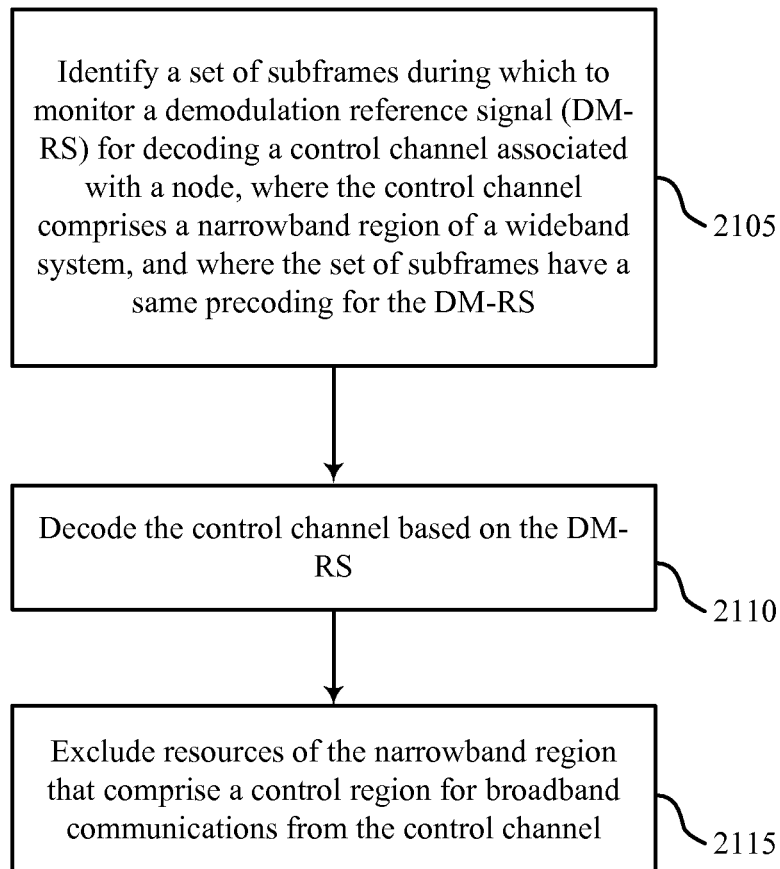 Identify a set of subframes during which to
monitor a demodulation reference signal (DM-
RS) for decoding a control channel associated
with a node, where the control channel
comprises a narrowband region of a wideband
system, and where the set of subframes have a
same precoding for the DM-RS
2105
Decode the control channel based on the DM-
RS
2110
Exclude resources of the narrowband region
that comprise a control region for broadband
communications from the control channel
2115